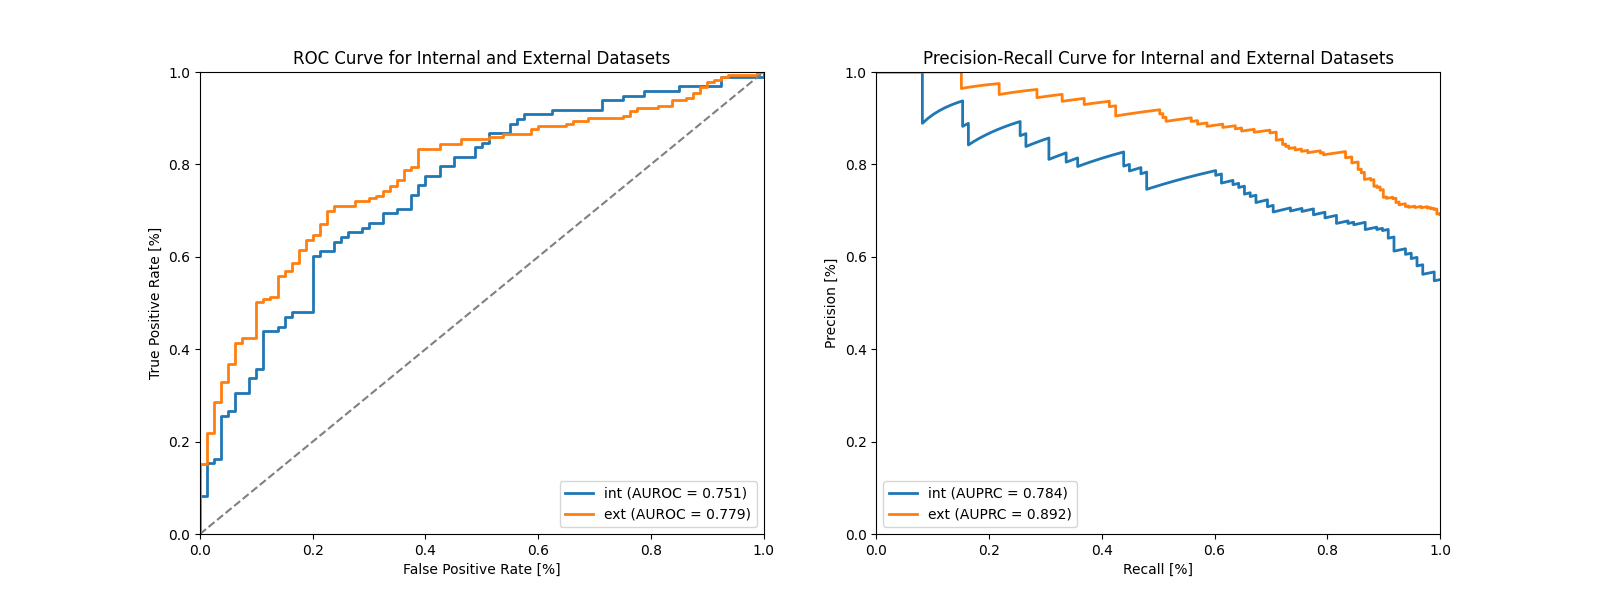 ROC Curve for Internal and External Datasets
True Positive Rate [%]
1.0
0.8
0.6
0.4
0.2
0.0
int (AUROC = 0.751)
ext (AUROC = 0.779)
0.0 0.2 0.4 0.6 0.8 1.0
False Positive Rate [%]
Precision-Recall Curve for Internal and External Datasets
Precision [%]
1.0
0.8
0.6
0.4
0.2
0.0
int (AUPRC = 0.784)
ext (AUPRC = 0.892)
0.0 0.2 0.4 0.6 0.8 1.0
Recall [%]